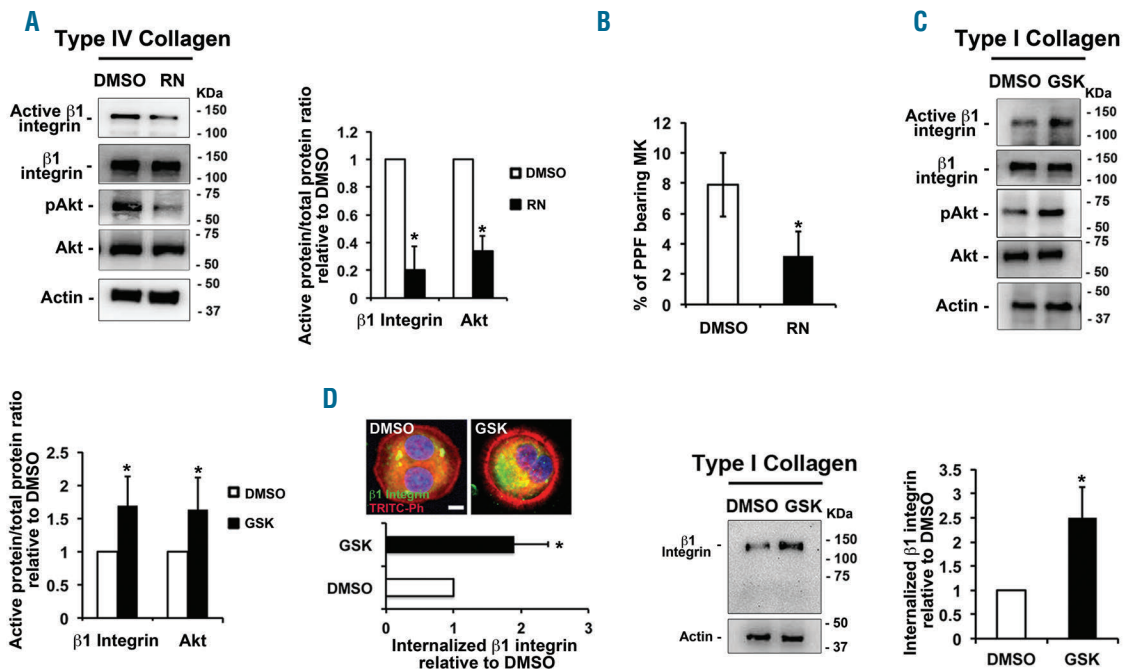 A
Type IV Collagen
DMSO RN
KDa
Active β1
integrin -
- 150
- 100
β1
integrin -
- 150
- 100
pAkt -
- 75
- 50
Akt -
- 75
- 50
Actin -
- 37
Active protein/total protein ratio
relative to DMSO
1.2
1
0.8
0.6
0.4
0.2
0
* *
β1 Integrin Akt
DMSO
RN
B
% of PPF bearing MK
12
10
8
6
4
2
0
*
DMSO RN
C
Type I Collagen
DMSO GSK
KDa
Active β1 -
integrin
- 150
- 100
β1 -
integrin
- 150
- 100
pAkt -
- 75
- 50
Akt -
- 75
- 50
Actin -
- 37
Active protein/total protein ratio
relative to DMSO
2.5
2
1.5
1
0.5
0
* *
β1 Integrin Akt
DMSO
GSK
D
DMSO
β1 Integrin
TRITC-Ph
GSK
GSK
*
DMSO
0 1 2 3
Internalized β1 integrin
relative to DMSO
Type I Collagen
DMSO GSK
KDa
β1 -
Integrin
- 150
- 100
- 75
- 50
Actin -
- 37
Internalized β1 integrin
relative to DMSO
3.5
3
2.5
2
1.5
1
0.5
0
*
DMSO GSK